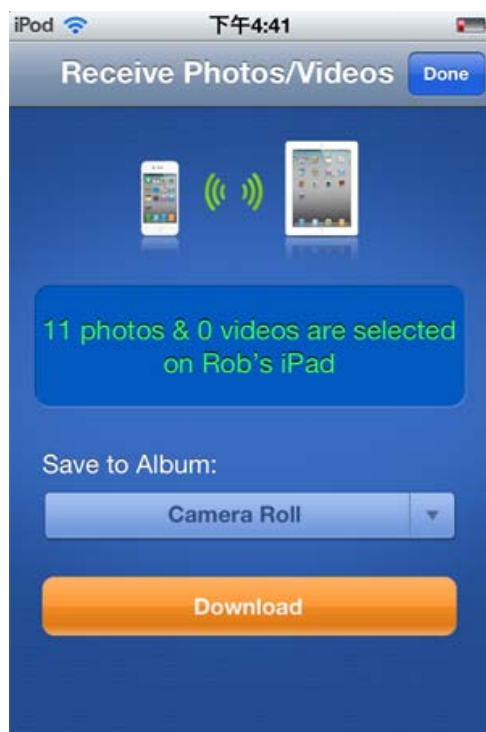 iPod 下午4:41
Receive Photos/Videos Done
11 photos & 0 videos are selected
on Rob's iPad
Save to Album:
Camera Roll
Download